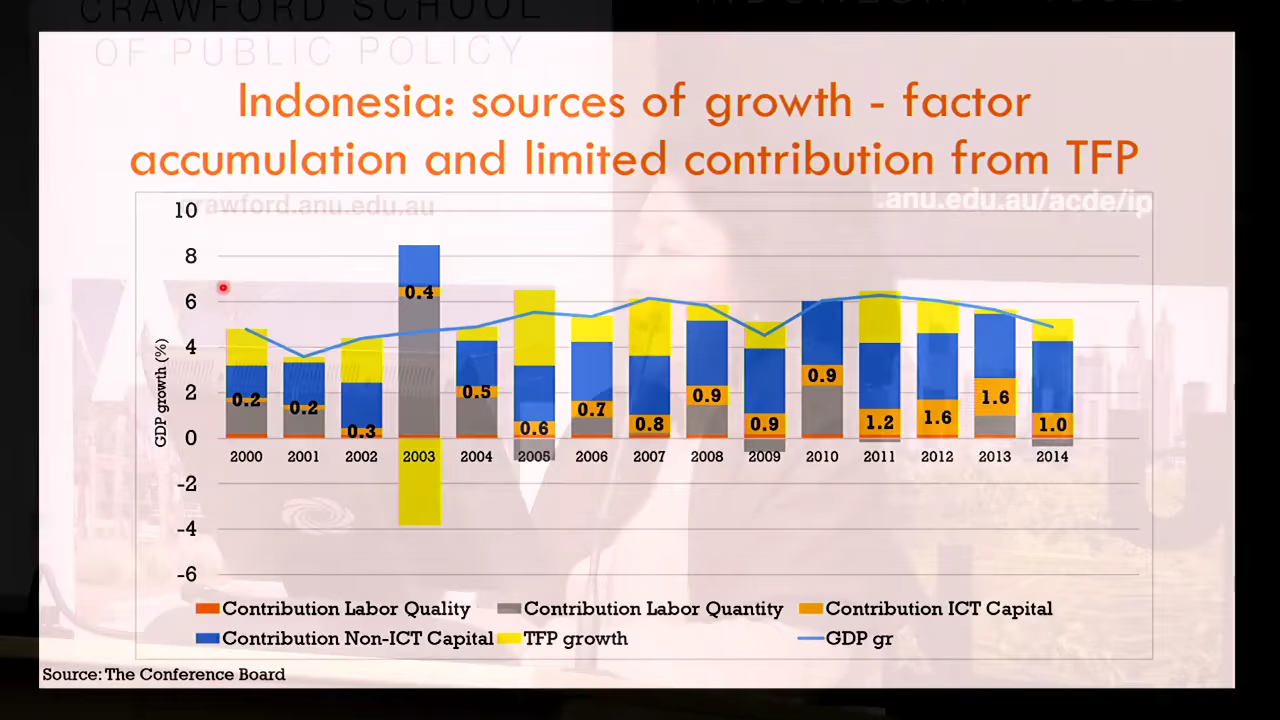 CRAWFORD SCHOOL
OF PUBLIC POLICY
Indonesia: sources of growth - factor
accumulation and limited contribution from TFP
crawford.anu.edu.au
.anu.edu.au/acde/ip
GDP growth (%)
10
8
6
4
2
0
-2
-4
-6
0.2
0.2
0.3
0.4
0.5
0.6
0.7
0.8
0.9
0.9
0.9
1.2
1.6
1.6
1.0
2000 2001 2002 2003 2004 2005 2006 2007 2008 2009 2010 2011 2012 2013 2014
Contribution Labor Quality Contribution Labor Quantity Contribution ICT Capital
Contribution Non-ICT Capital TFP growth GDP gr
Source: The Conference Board